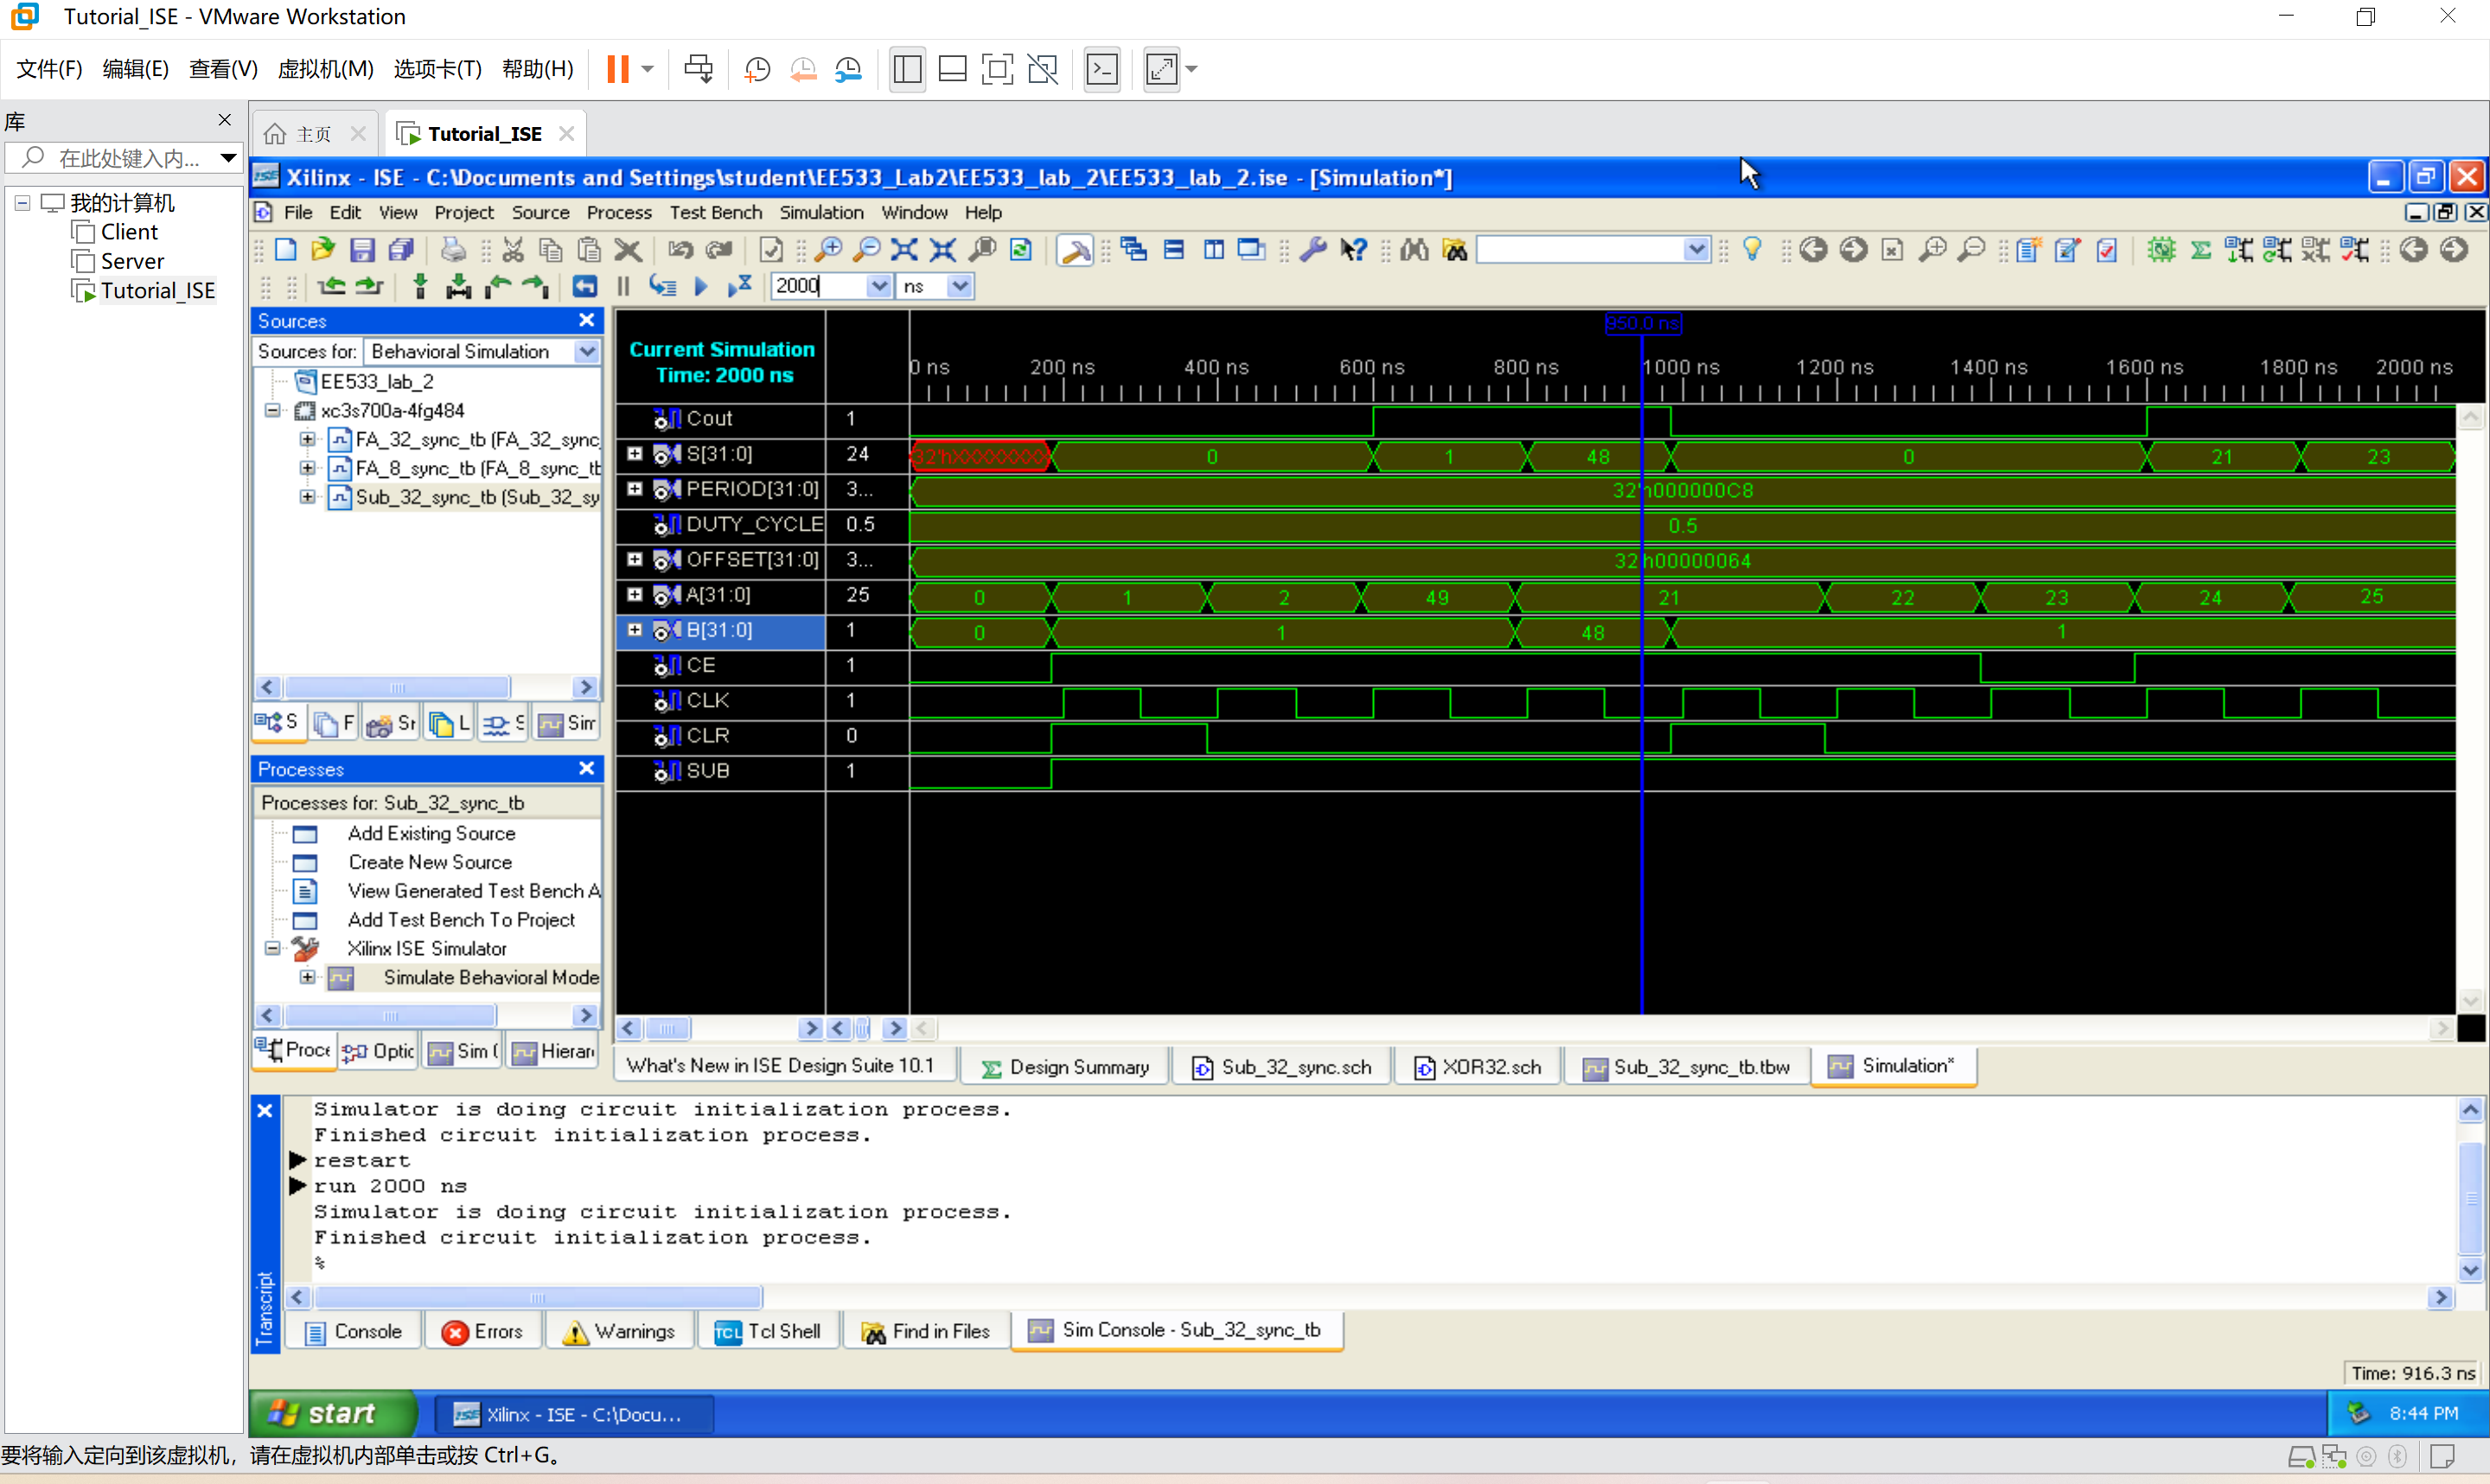 Tutorial_ISE - VMware Workstation
文件(F) 编辑(E) 查看(V) 虚拟机(M) 选项卡(T) 帮助(H)
库
在此处键入内...
我的计算机
Client
Server
Tutorial_ISE
主页 Tutorial_ISE
Xilinx - ISE - C:\Documents and Settings\student\EE533_Lab2\EE533_lab_2\EE533_lab_2.ise - [Simulation*]
File Edit View Project Source Process Test Bench Simulation Window Help
2000 ns
Sources
Sources for: Behavioral Simulation
EE533_lab_2
xc3s700a-4fg484
FA_32_sync_tb (FA_32_sync_
FA_8_sync_tb (FA_8_sync_tb
Sub_32_sync_tb (Sub_32_sy
S F Sr L S Sim
Processes
Processes for: Sub_32_sync_tb
Add Existing Source
Create New Source
View Generated Test Bench A
Add Test Bench To Project
Xilinx ISE Simulator
Simulate Behavioral Mode
Proce Optic Sim ( Hierar
Current Simulation
Time: 2000 ns
950.0 ns
0 ns 200 ns 400 ns 600 ns 800 ns 1000 ns 1200 ns 1400 ns 1600 ns 1800 ns 2000 ns
Cout 1
S[31:0] 24 32'hXXXXXXXX 0 1 48 0 21 23
PERIOD[31:0] 3... 32'h000000C8
DUTY_CYCLE 0.5 0.5
OFFSET[31:0] 3... 32'h00000064
A[31:0] 25 0 1 2 49 21 22 23 24 25
B[31:0] 1 0 1 48 1
CE 1
CLK 1
CLR 0
SUB 1
What's New in ISE Design Suite 10.1 Design Summary Sub_32_sync.sch XOR32.sch Sub_32_sync_tb.tbw Simulation*
Transcript
Simulator is doing circuit initialization process.
Finished circuit initialization process.
restart
run 2000 ns
Simulator is doing circuit initialization process.
Finished circuit initialization process.
%
Console Errors Warnings Tcl Shell Find in Files Sim Console - Sub_32_sync_tb
TCL
Time: 916.3 ns
start Xilinx - ISE - C:\Docu... 8:44 PM
要将输入定向到该虚拟机，请在虚拟机内部单击或按 Ctrl+G。